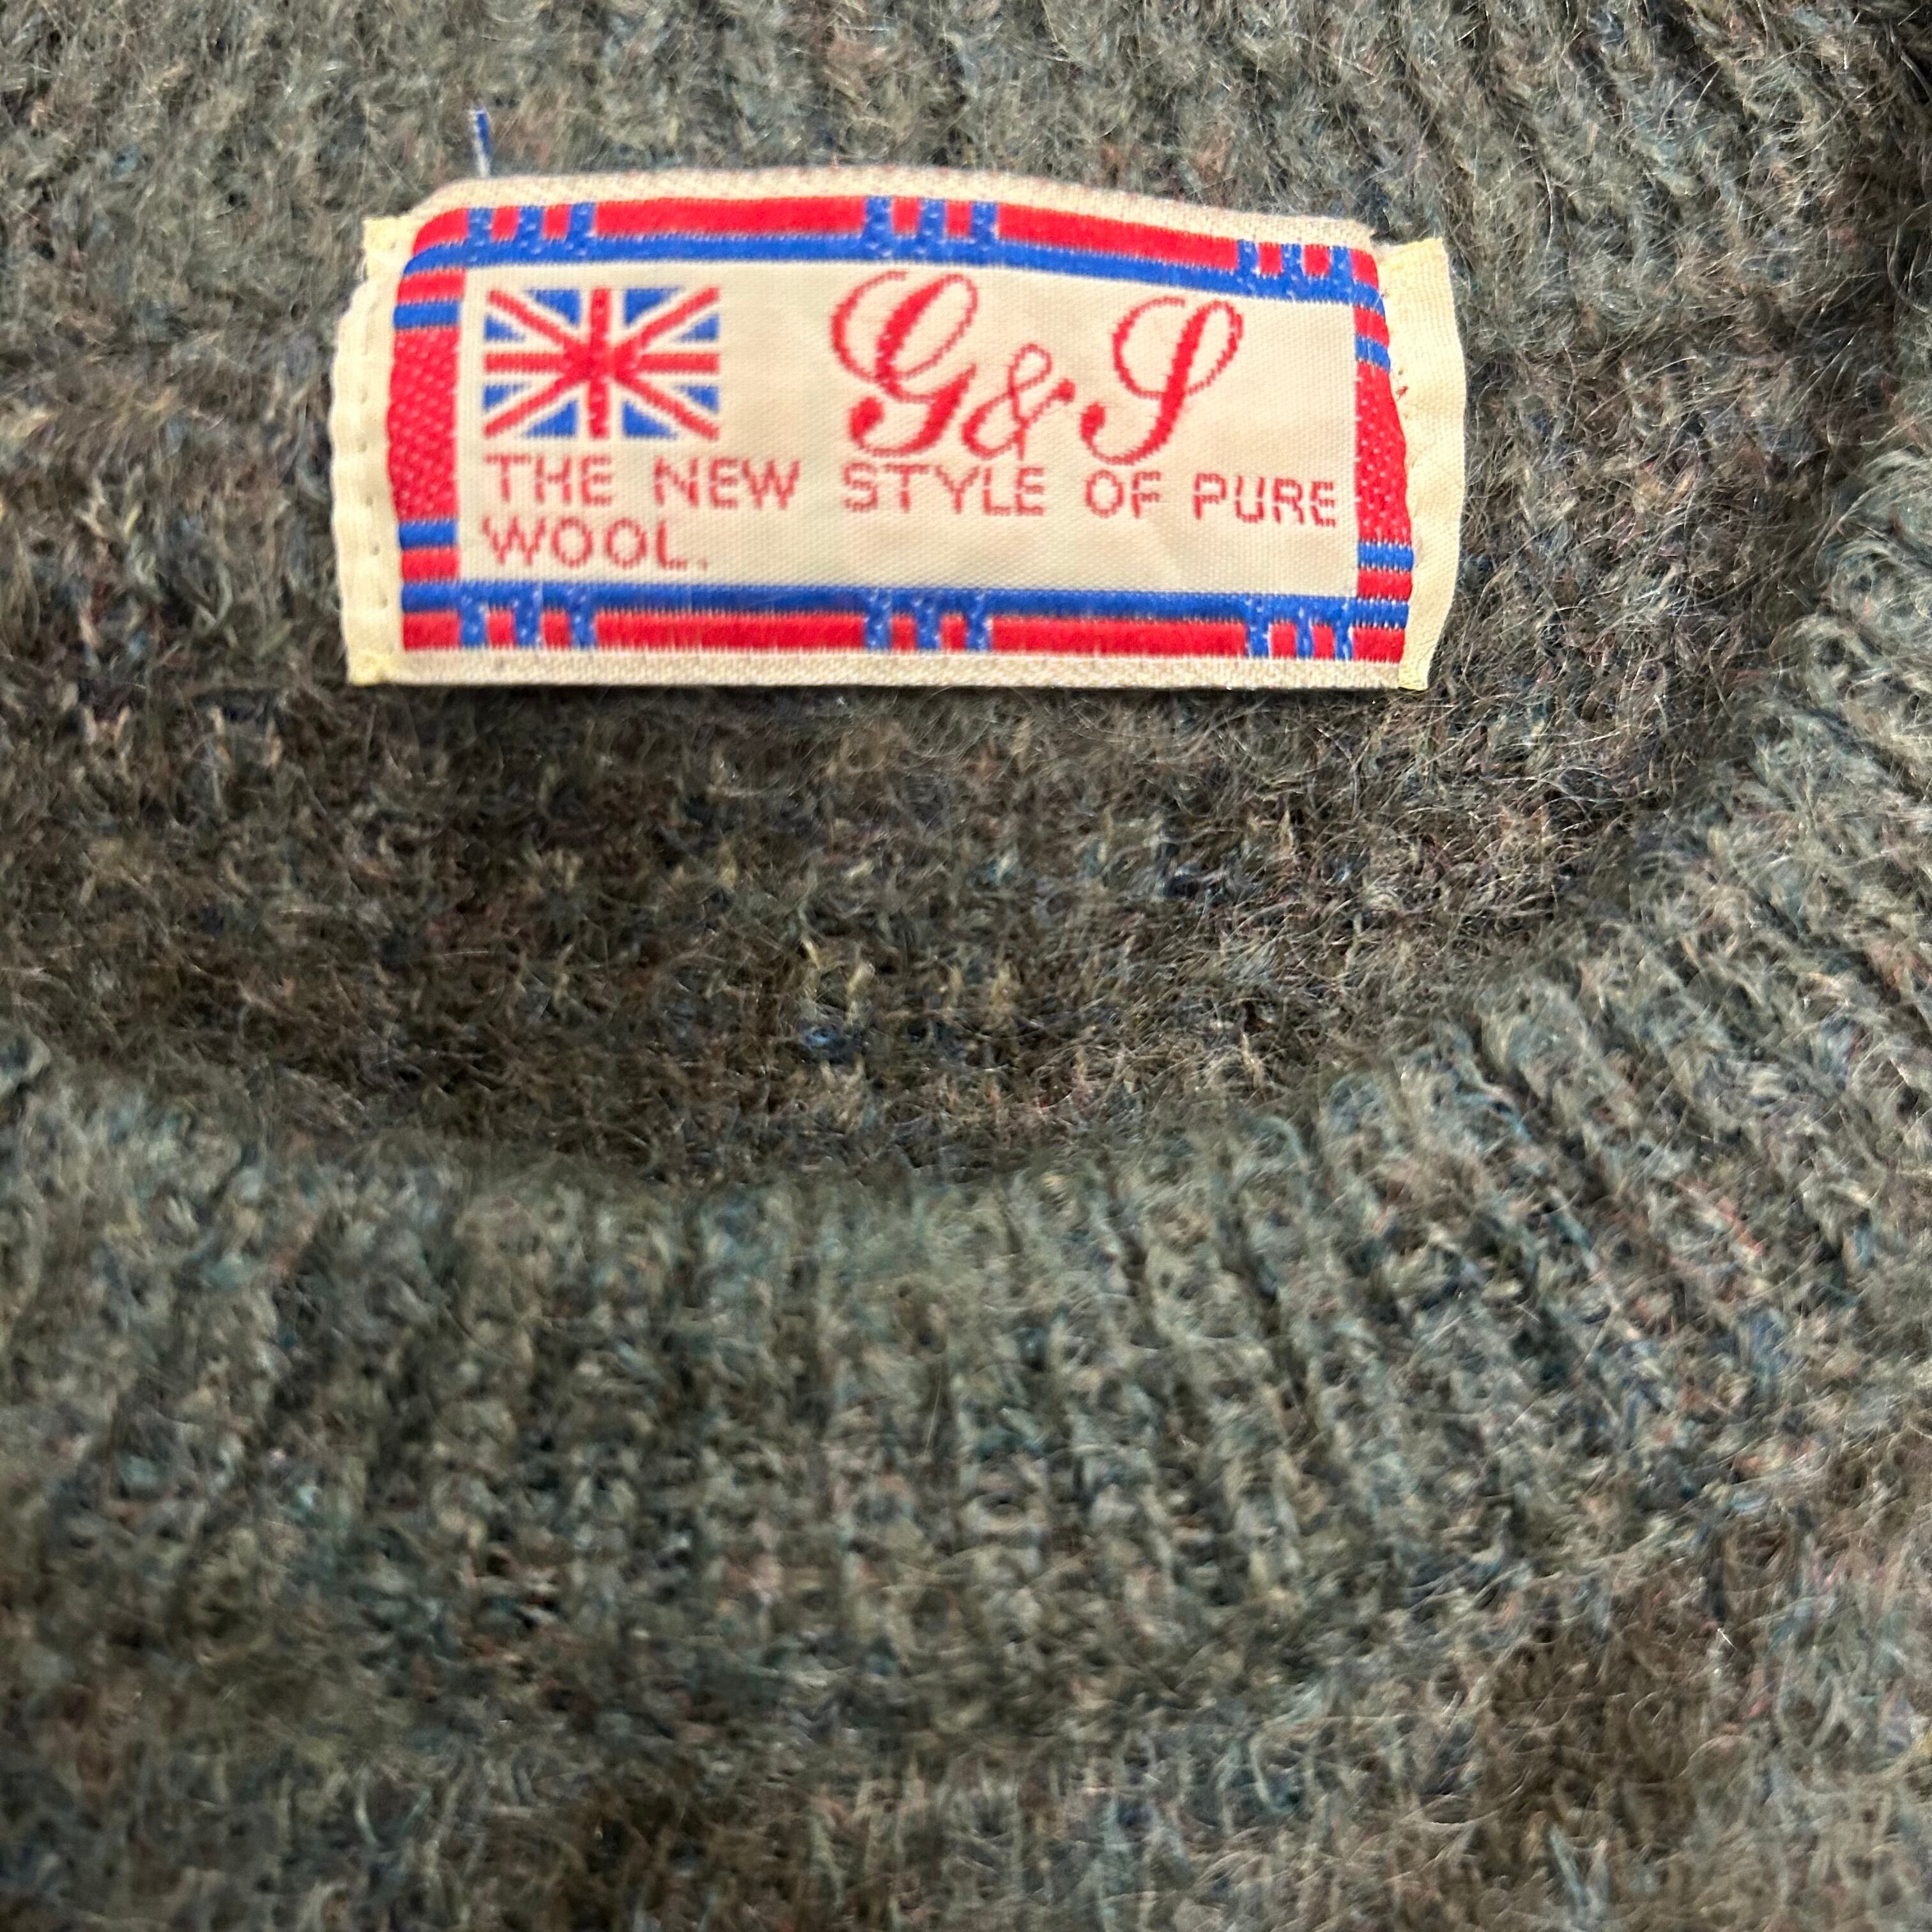 G&S
THE NEW STYLE OF PURE
WOOL.